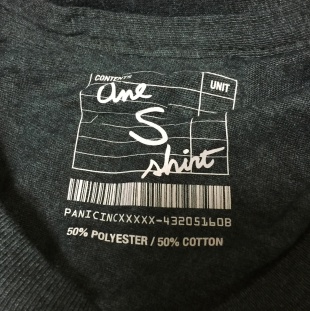 CONTENTS
UNIT
One
S
shirt
PANICINCXXXXX-43205160B
50% POLYESTER / 50% COTTON